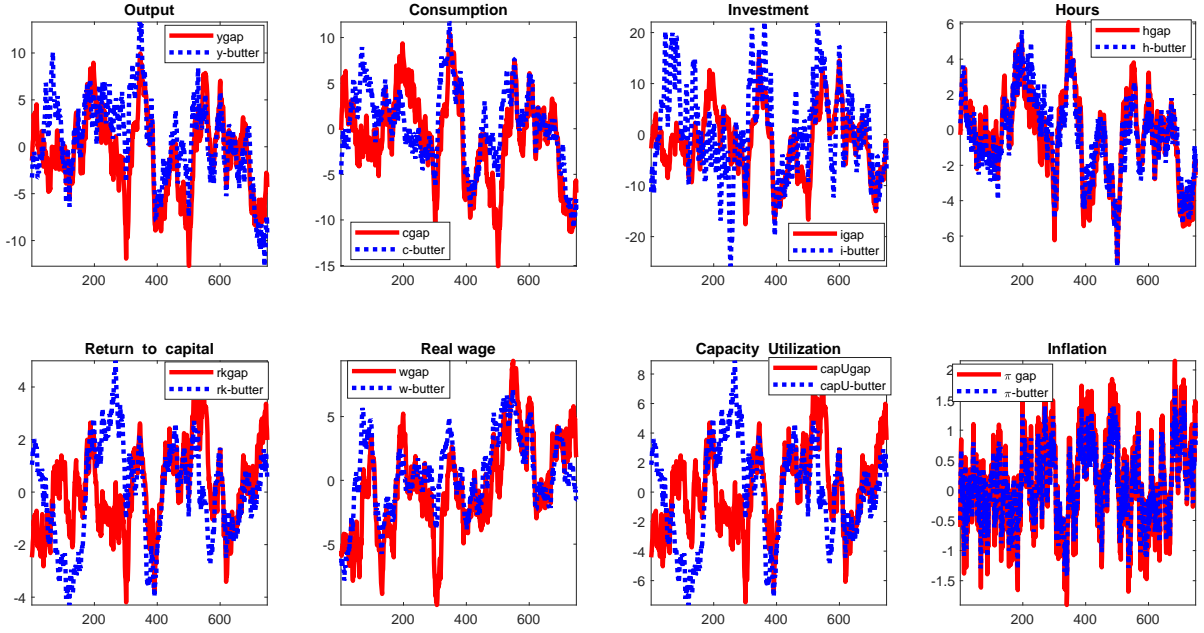 Output
10
5
0
-5
-10
200 400 600
ygap
y-butter
Consumption
10
5
0
-5
-10
-15
200 400 600
cgap
c-butter
Investment
20
10
0
-10
-20
200 400 600
igap
i-butter
Hours
6
4
2
0
-2
-4
-6
200 400 600
hgap
h-butter
Return to capital
4
2
0
-2
-4
200 400 600
rkgap
rk-butter
Real wage
5
0
-5
200 400 600
wgap
w-butter
Capacity Utilization
8
6
4
2
0
-2
-4
-6
200 400 600
capUgap
capU-butter
Inflation
2
1.5
1
0.5
0
-0.5
-1
-1.5
200 400 600
π gap
π-butter